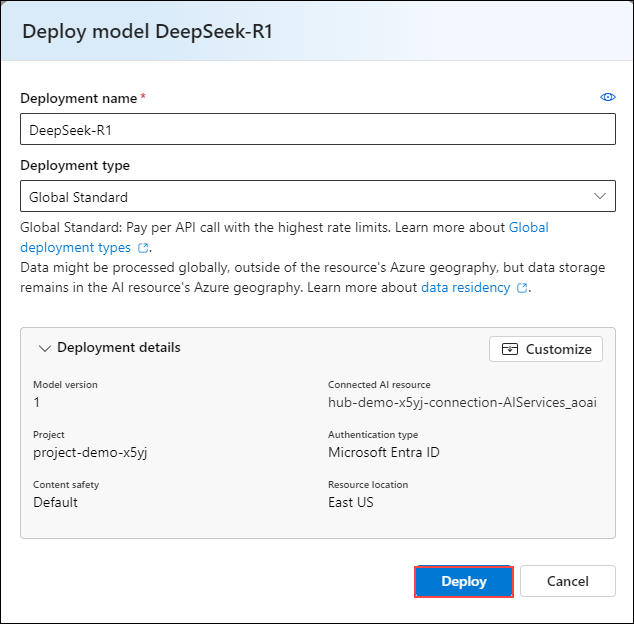 Deploy model DeepSeek-R1
Deployment name *
DeepSeek-R1
Deployment type
Global Standard
Global Standard: Pay per API call with the highest rate limits. Learn more about Global
deployment types .
Data might be processed globally, outside of the resource's Azure geography, but data storage
remains in the AI resource's Azure geography. Learn more about data residency .
Deployment details
Customize
Model version
1
Connected AI resource
hub-demo-x5yj-connection-AIServices_aoai
Project
project-demo-x5yj
Authentication type
Microsoft Entra ID
Content safety
Default
Resource location
East US
Deploy
Cancel